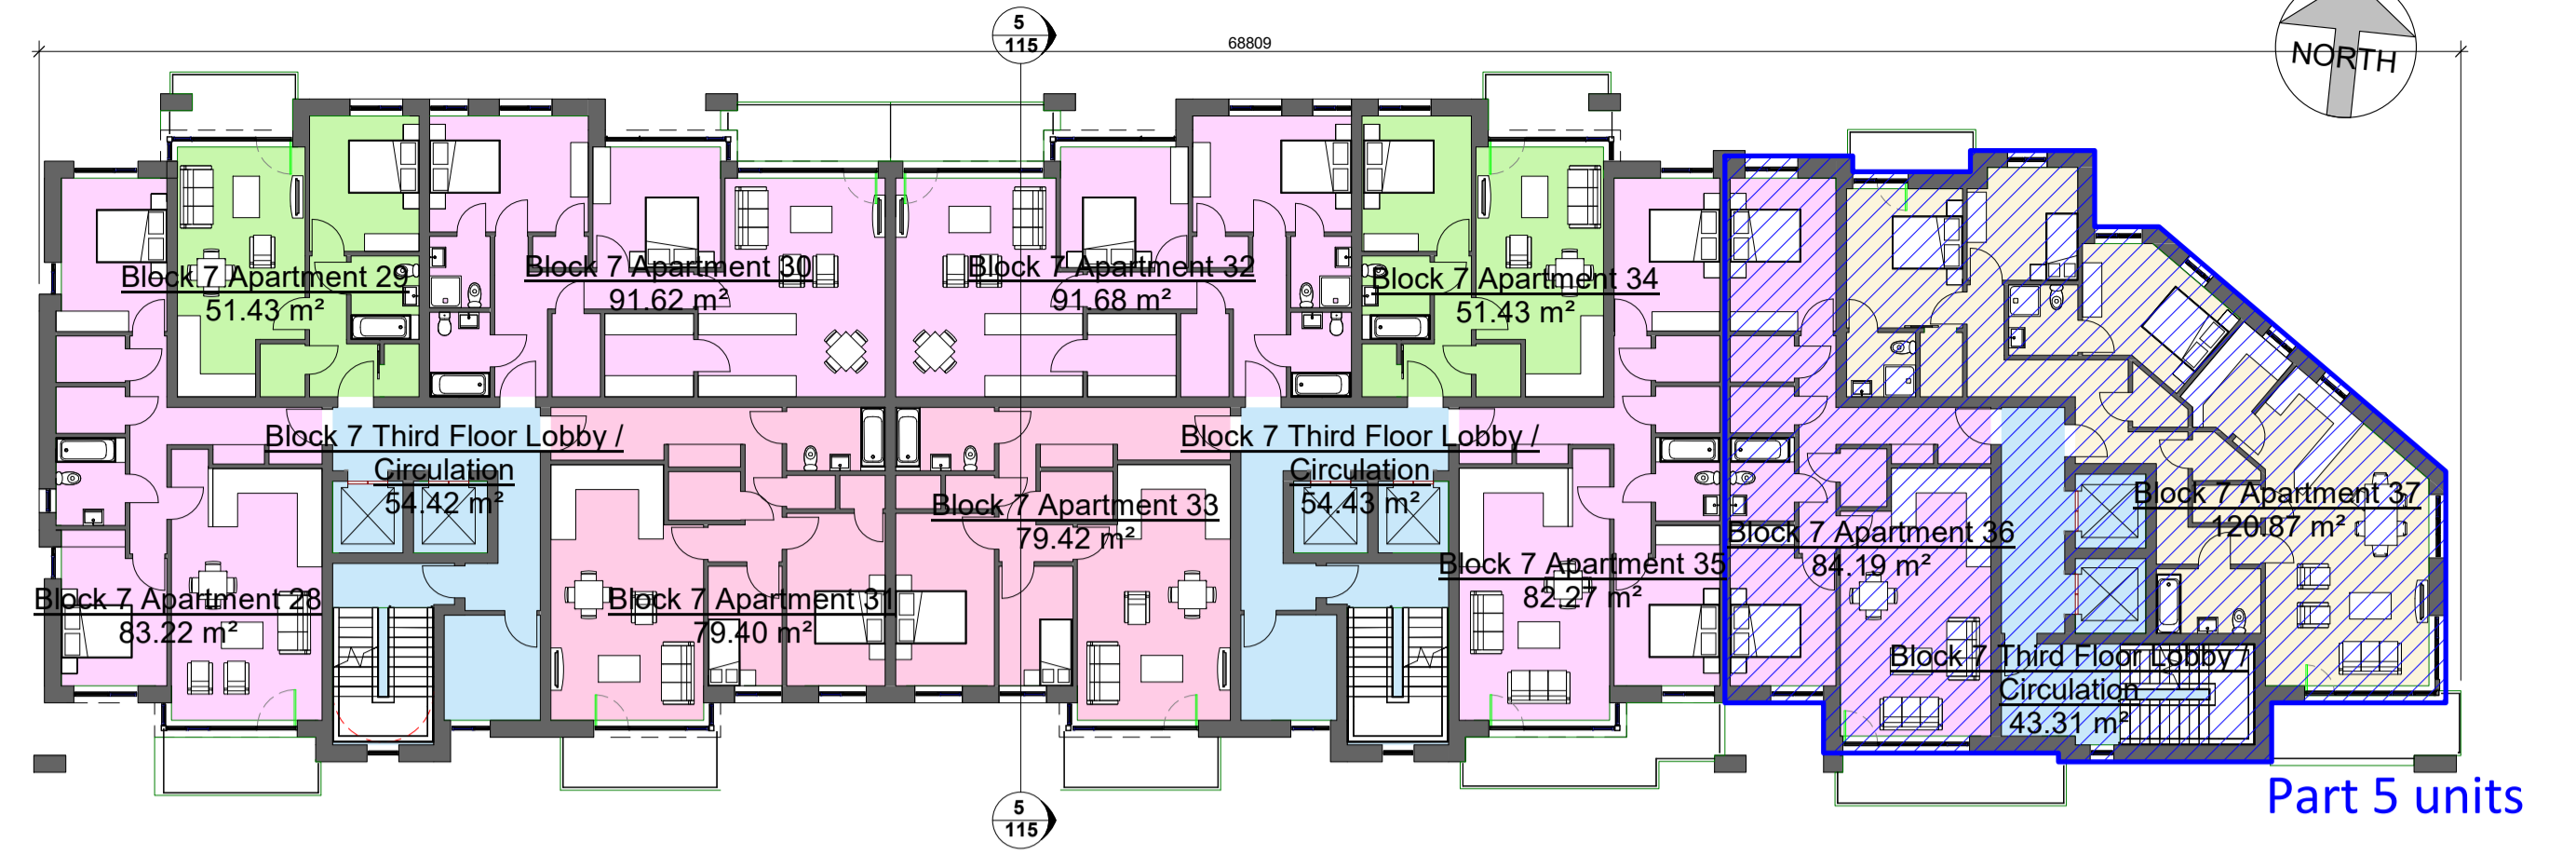 5
115
68809
NORTH
Block 7 Apartment 29
51.43 m²
Block 7 Apartment 30
91.62 m²
Block 7 Apartment 32
91.68 m²
Block 7 Apartment 34
51.43 m²
Block 7 Third Floor Lobby /
Circulation
54.42 m²
Block 7 Third Floor Lobby /
Circulation
54.43 m²
Block 7 Apartment 33
79.42 m²
Block 7 Apartment 37
120.87 m²
Block 7 Apartment 36
84.19 m²
Block 7 Apartment 35
82.27 m²
Block 7 Apartment 28
83.22 m²
Block 7 Apartment 31
79.40 m²
Block 7 Third Floor Lobby /
Circulation
43.31 m²
Part 5 units
5
115